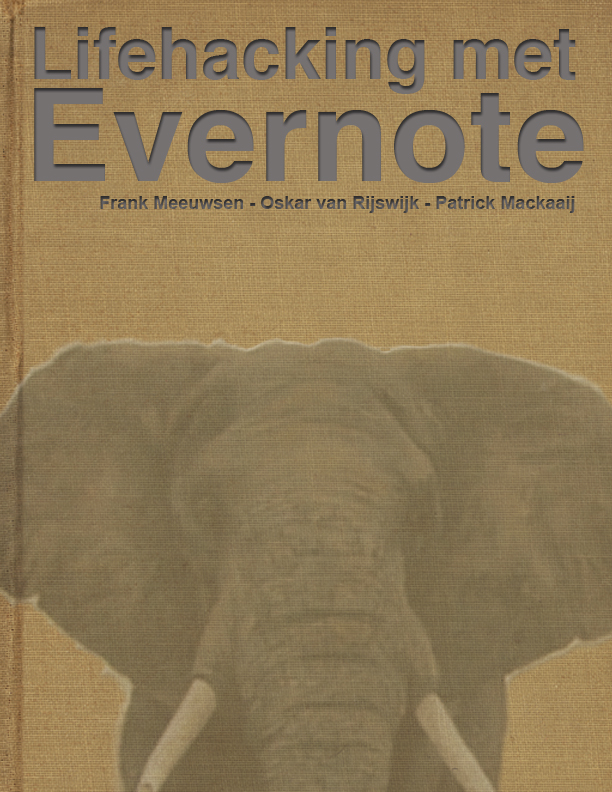 Lifehacking met
Evernote
Frank Meeuwsen - Oskar van Rijswijk - Patrick Mackaaij